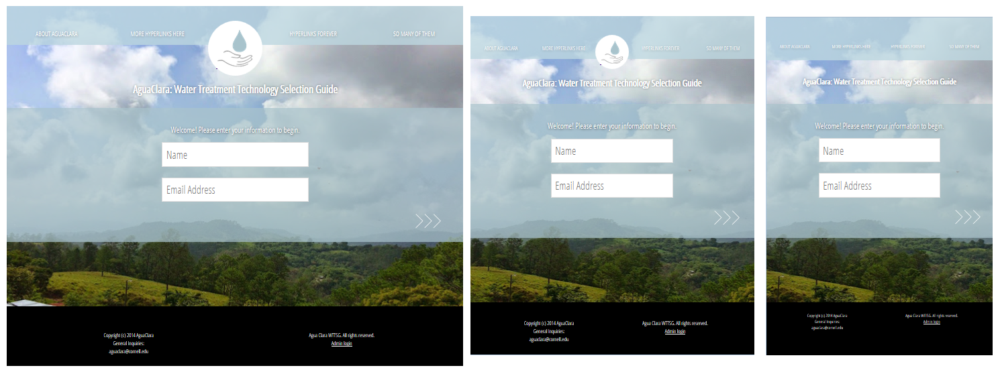 ABOUT AGUACLARA MORE HYPERLINKS HERE HYPERLINKS FOREVER SO MANY OF THEM
AguaClara: Water Treatment Technology Selection Guide
Welcome! Please enter your information to begin.
Name
Email Address
Copyright (c) 2014 AguaClara
General Inquiries:
aguaclara@cornell.edu
Agua Clara WTTSG. All rights reserved.
Admin login
ABOUT AGUACLARA MORE HYPERLINKS HERE HYPERLINKS FOREVER SO MANY OF THEM
AguaClara: Water Treatment Technology Selection Guide
Welcome! Please enter your information to begin.
Name
Email Address
Copyright (c) 2014 AguaClara
General Inquiries:
aguaclara@cornell.edu
Agua Clara WTTSG. All rights reserved.
Admin login
ABOUT AGUACLARA MORE HYPERLINKS HERE HYPERLINKS FOREVER SO MANY OF THEM
AguaClara: Water Treatment Technology Selection Guide
Welcome! Please enter your information to begin.
Name
Email Address
Copyright (c) 2014 AguaClara
General Inquiries:
aguaclara@cornell.edu
Agua Clara WTTSG. All rights reserved.
Admin login